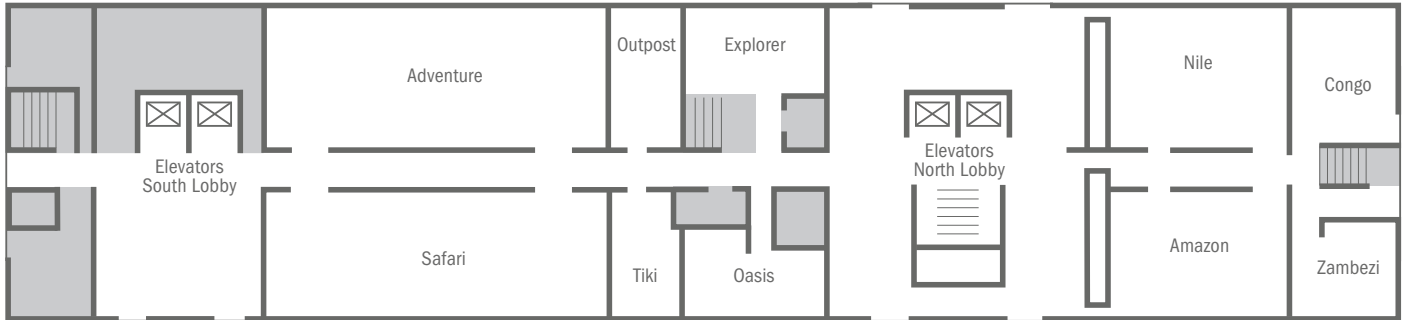 Outpost
Explorer
Adventure
Nile
Congo
Elevators
South Lobby
Elevators
North Lobby
Safari
Tiki
Oasis
Amazon
Zambezi